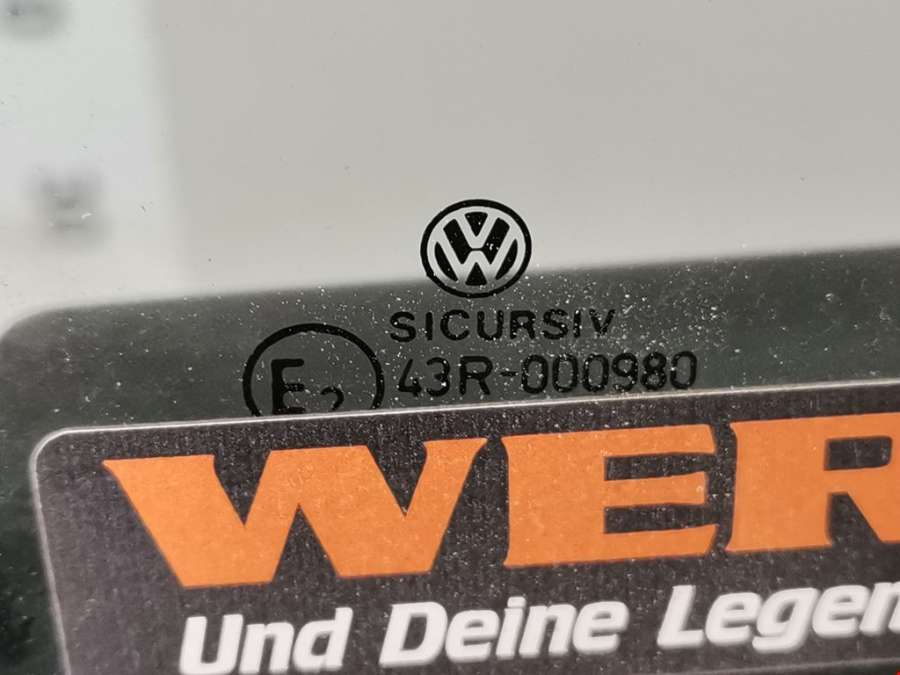 SICURSIV
E2 43R-000980
WER
Und Deine Legen